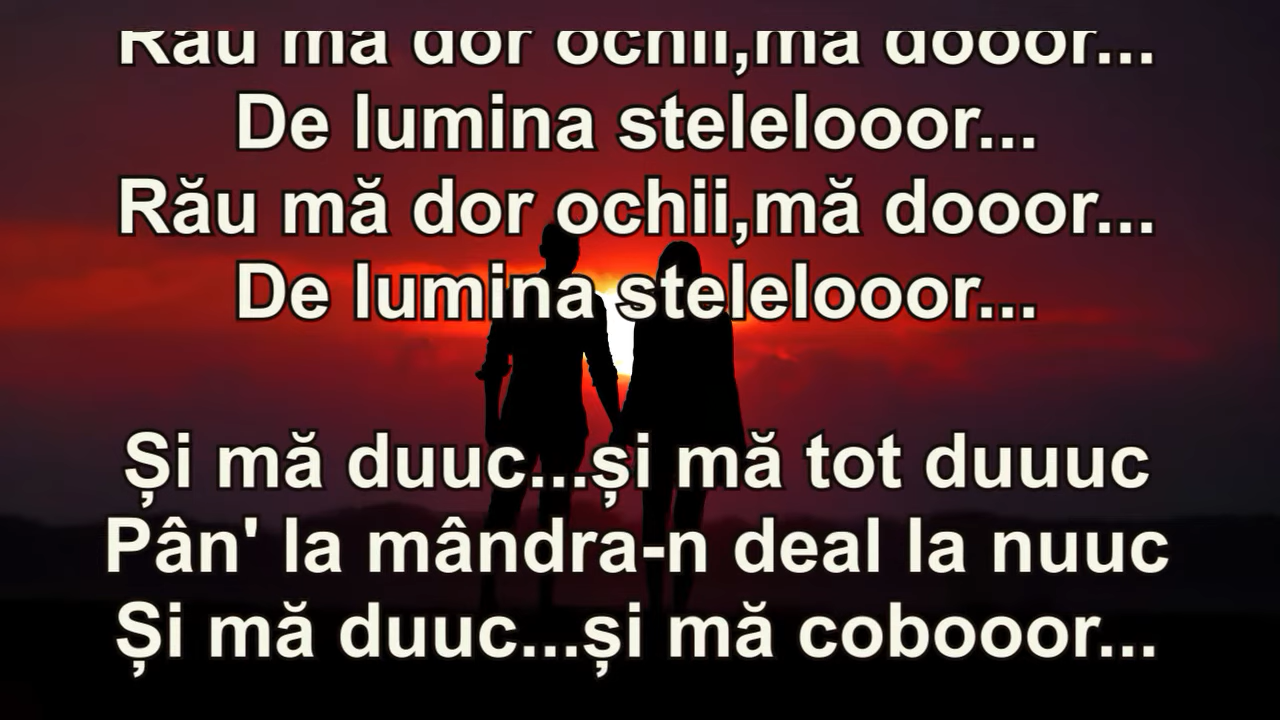 Rău mă dor ochii,mă dooor...
De lumina stelelooor...
Rău mă dor ochii,mă dooor...
De lumina stelelooor...
Și mă duuc...și mă tot duuuc
Pân' la mândra-n deal la nuuc
Și mă duuc...și mă cobooor...